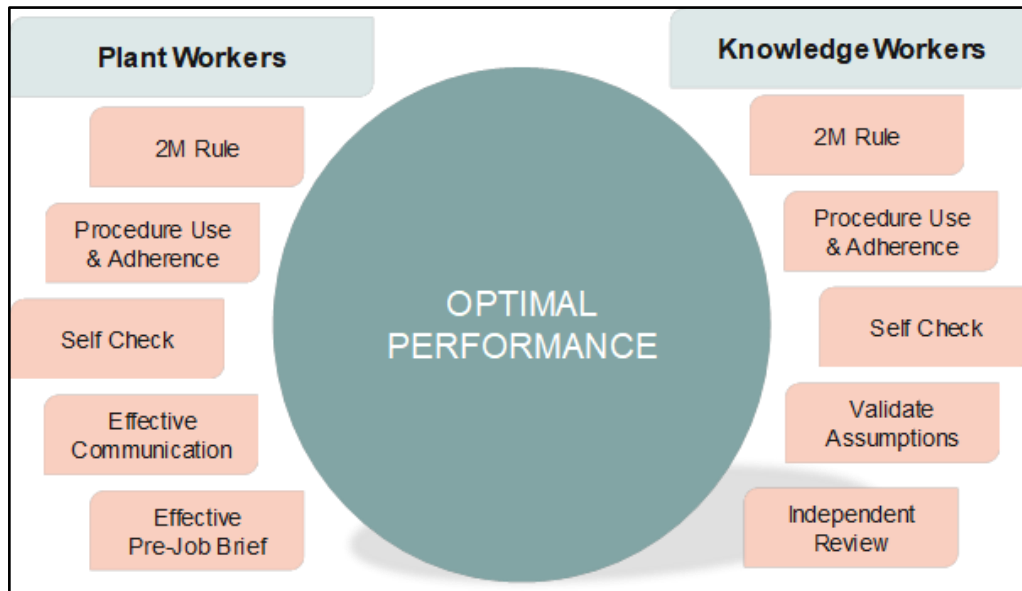 Plant Workers
2M Rule
Procedure Use
& Adherence
Self Check
Effective
Communication
Effective
Pre-Job Brief
OPTIMAL
PERFORMANCE
Knowledge Workers
2M Rule
Procedure Use
& Adherence
Self Check
Validate
Assumptions
Independent
Review